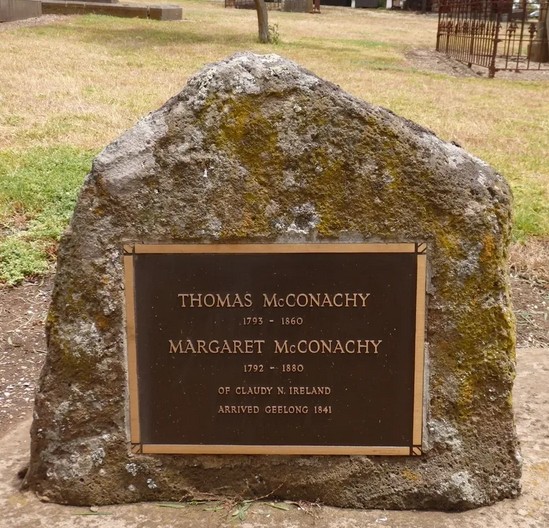 THOMAS McCONACHY
1793 - 1860
MARGARET McCONACHY
1792 - 1880
OF CLAUDY N. IRELAND
ARRIVED GEELONG 1841